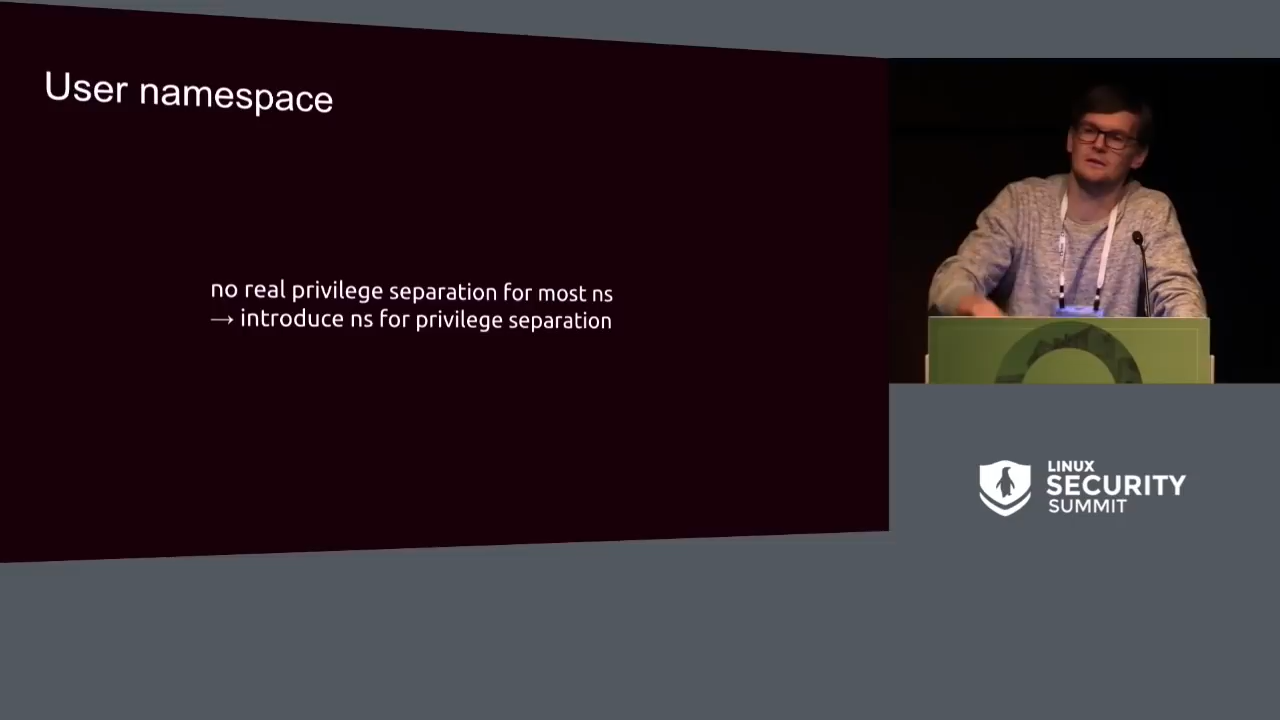 User namespace
no real privilege separation for most ns
→ introduce ns for privilege separation
LINUX
SECURITY
SUMMIT